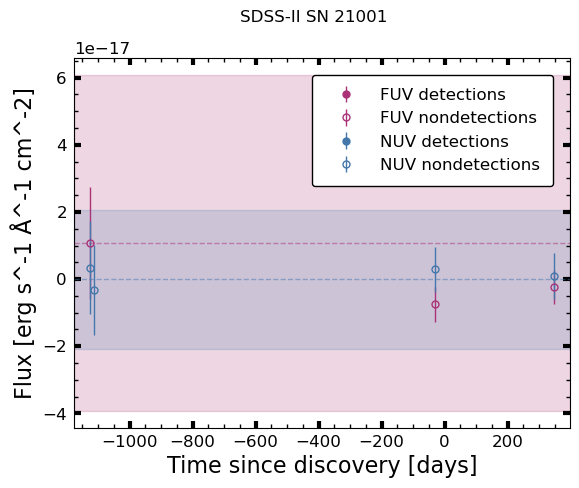 SDSS-II SN 21001
1e−17
6
4
2
0
−2
−4
Flux [erg s^-1 Å^-1 cm^-2]
FUV detections
FUV nondetections
NUV detections
NUV nondetections
−1000 −800 −600 −400 −200 0 200
Time since discovery [days]